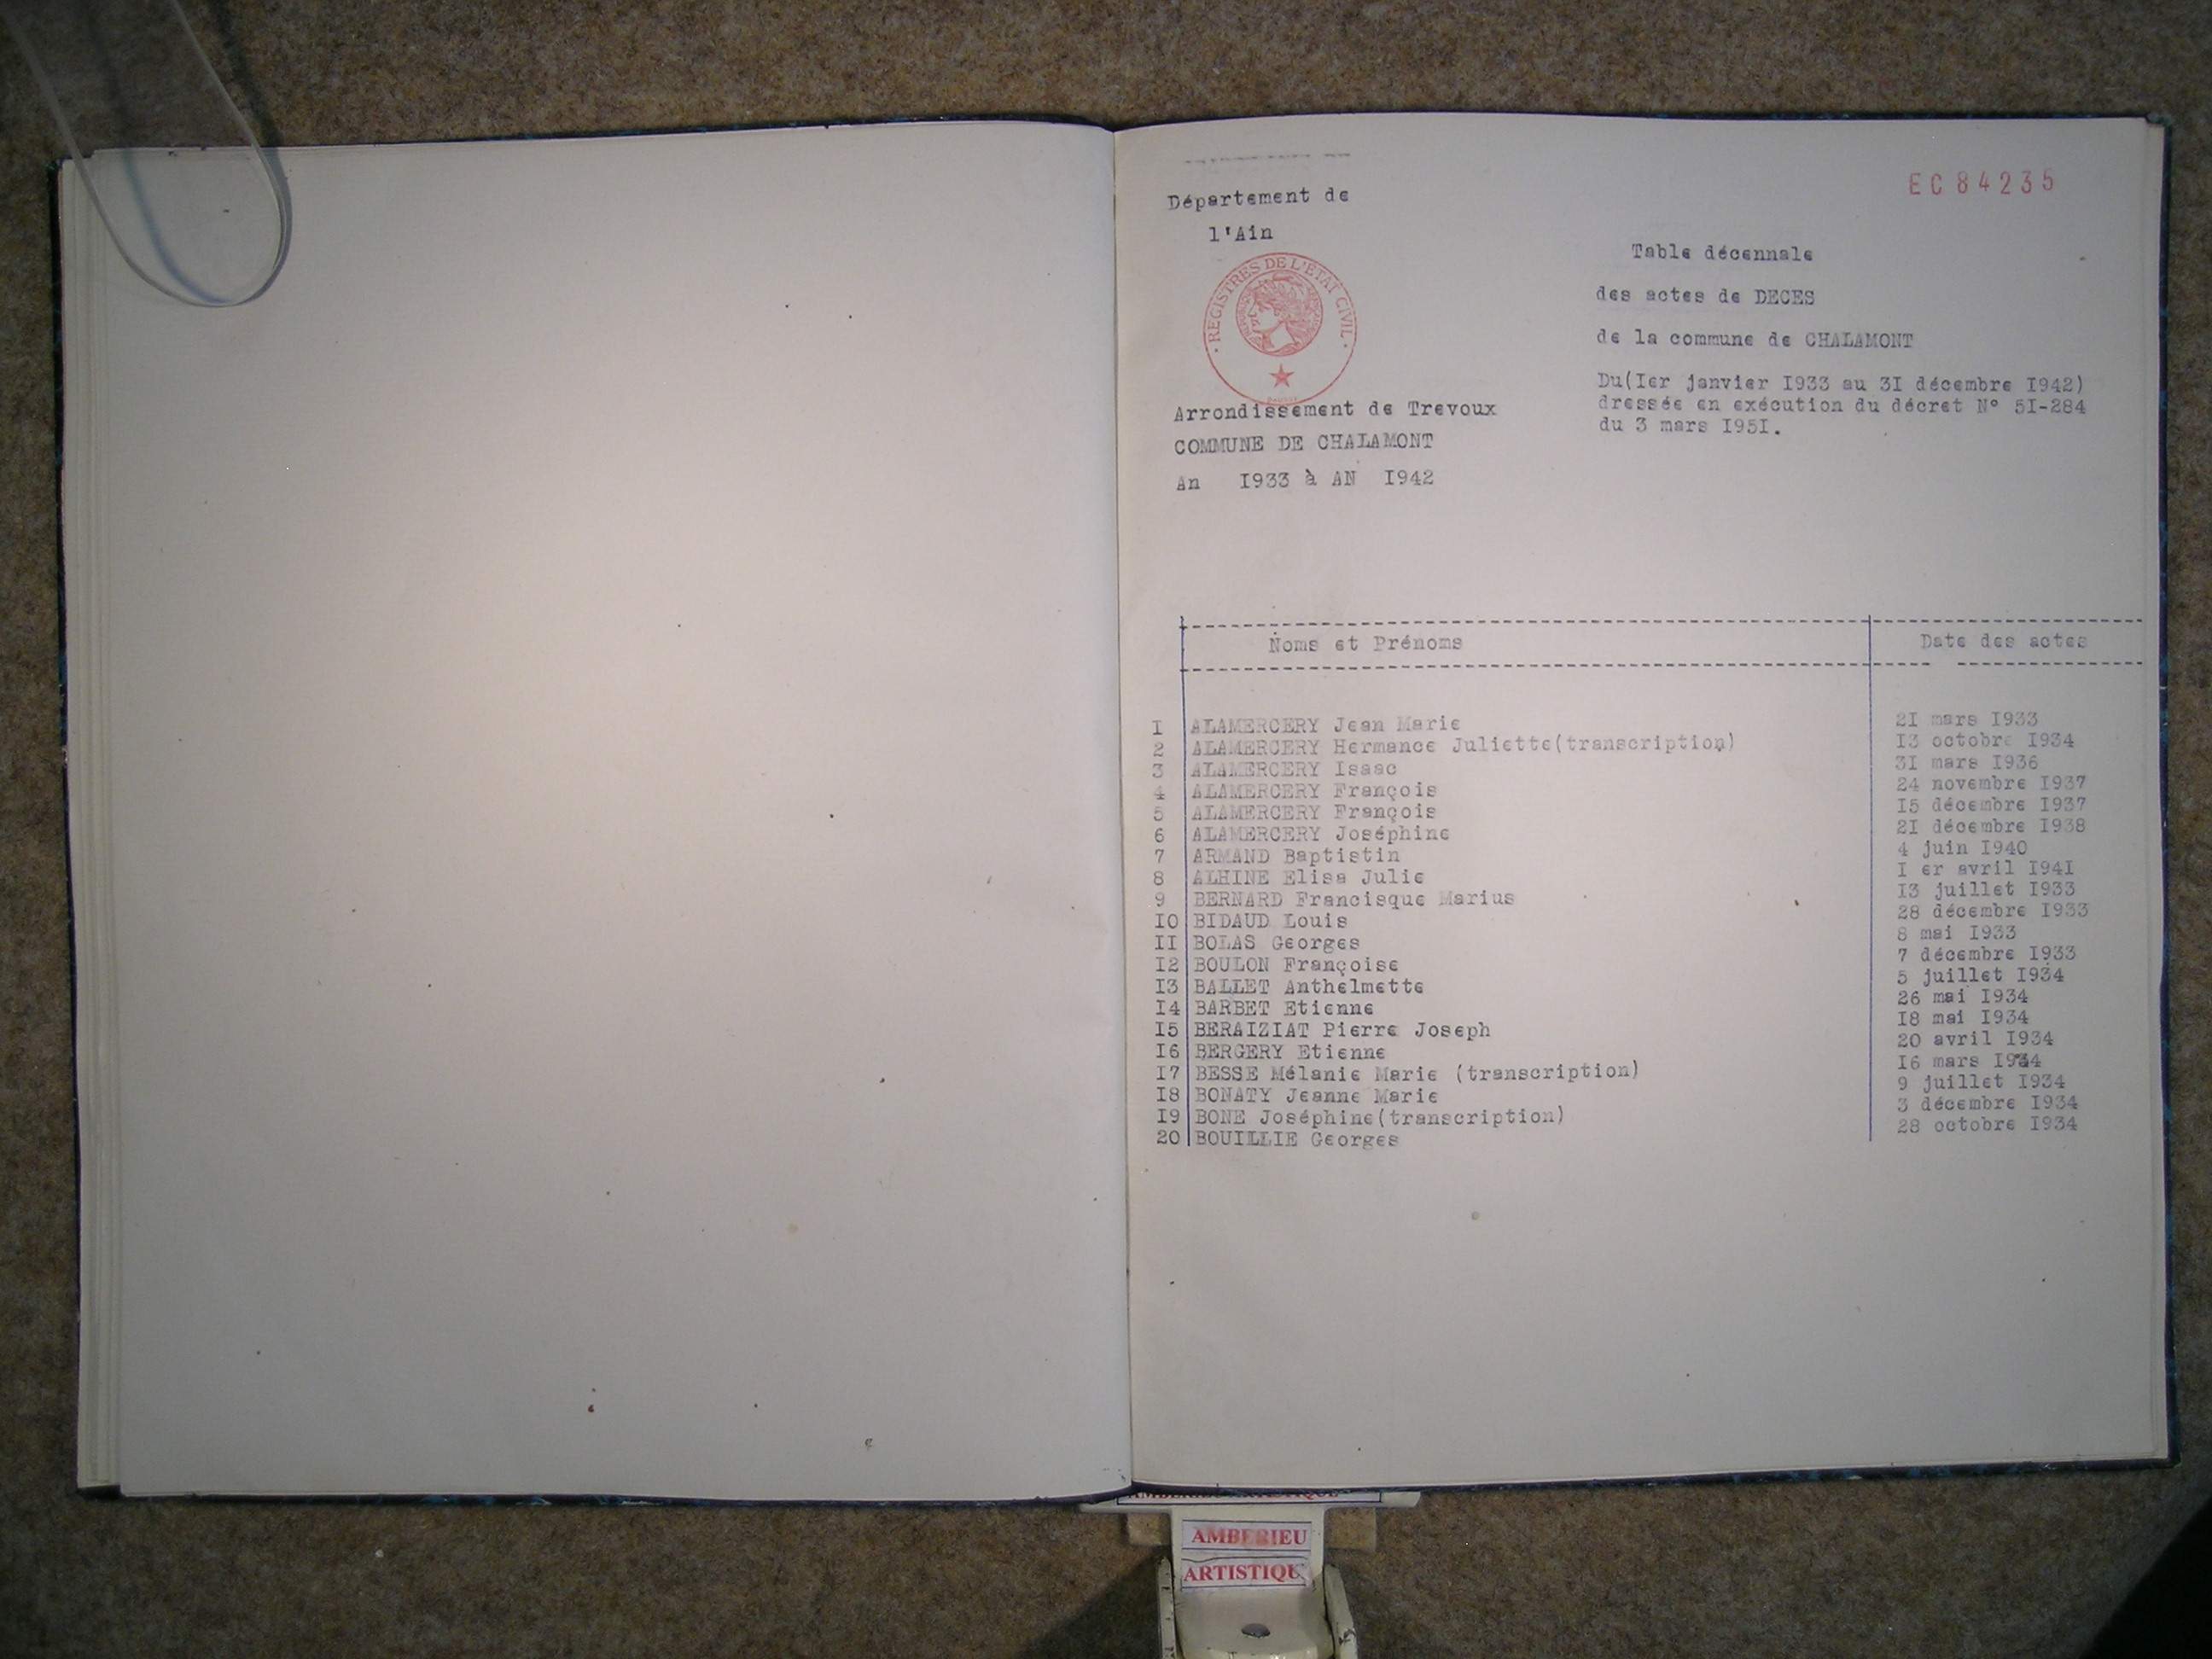 EC84235
Département de
l'Ain
REGISTRES DE L'ETAT CIVIL
Table décennale
des actes de DECES
de la commune de CHALAMONT
Du(Ier janvier I933 au 3I décembre I942)
dressée en exécution du décret N° 5I-284
du 3 mars I95I.
Arrondissement de Trevoux
COMMUNE DE CHALAMONT
An I933 à AN I942
Noms et Prénoms Date des actes
I ALAMERCERY Jean Marie 2I mars I933
2 ALAMERCERY Hermance Juliette(transcription) I3 octobre I934
3 ALAMERCERY Isaac 3I mars I936
4 ALAMERCERY François 24 novembre I937
5 ALAMERCERY François I5 décembre I937
6 ALAMERCERY Joséphine 2I décembre I938
7 ARMAND Baptistin 4 juin I940
8 ALHINE Elisa Julie I er avril I94I
9 BERNARD Francisque Marius I3 juillet I933
IO BIDAUD Louis 28 décembre I933
II BOLAS Georges 8 mai I933
I2 BOULON Françoise 7 décembre I933
I3 BALLET Anthelmette 5 juillet I934
I4 BARBET Etienne 26 mai I934
I5 BERAIZIAT Pierre Joseph I8 mai I934
I6 BERGERY Etienne 20 avril I934
I7 BESSE Mélanie Marie (transcription) I6 mars I934
I8 BONATY Jeanne Marie 9 juillet I934
I9 BONE Joséphine(transcription) 3 décembre I934
20 BOUILLIE Georges 28 octobre I934
AMBERIEU
ARTISTIQUE